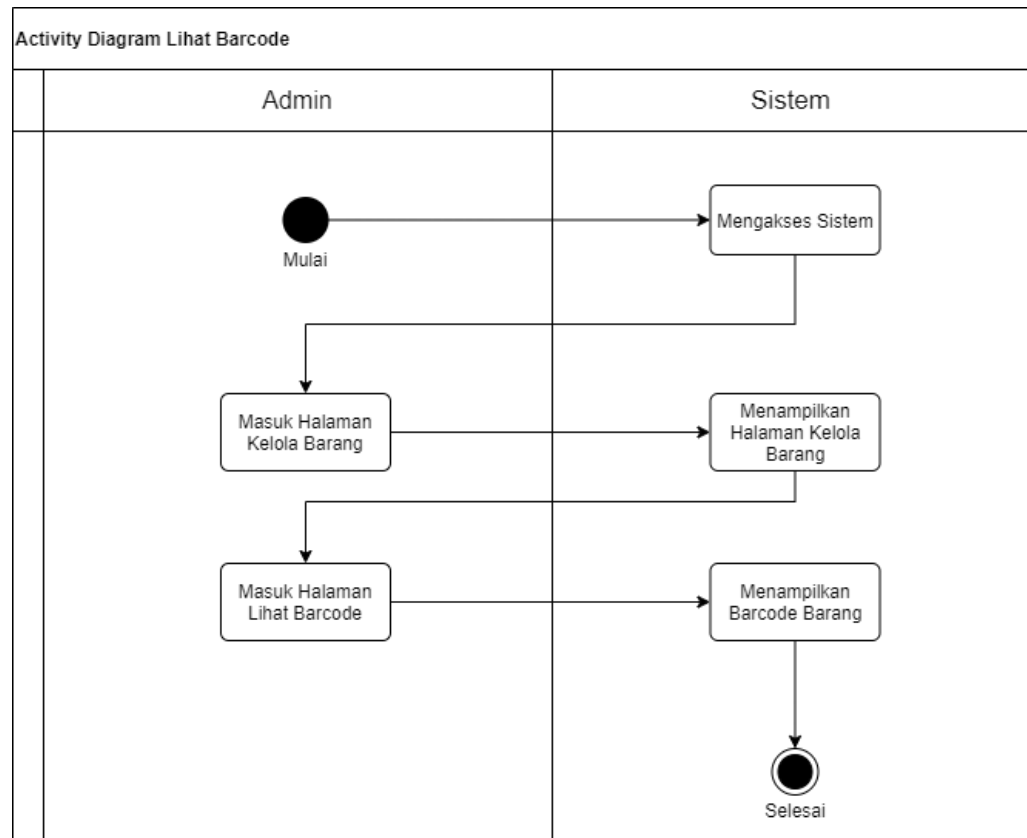 Activity Diagram Lihat Barcode
Admin
Sistem
Mulai
Mengakses Sistem
Masuk Halaman
Kelola Barang
Menampilkan
Halaman Kelola
Barang
Masuk Halaman
Lihat Barcode
Menampilkan
Barcode Barang
Selesai